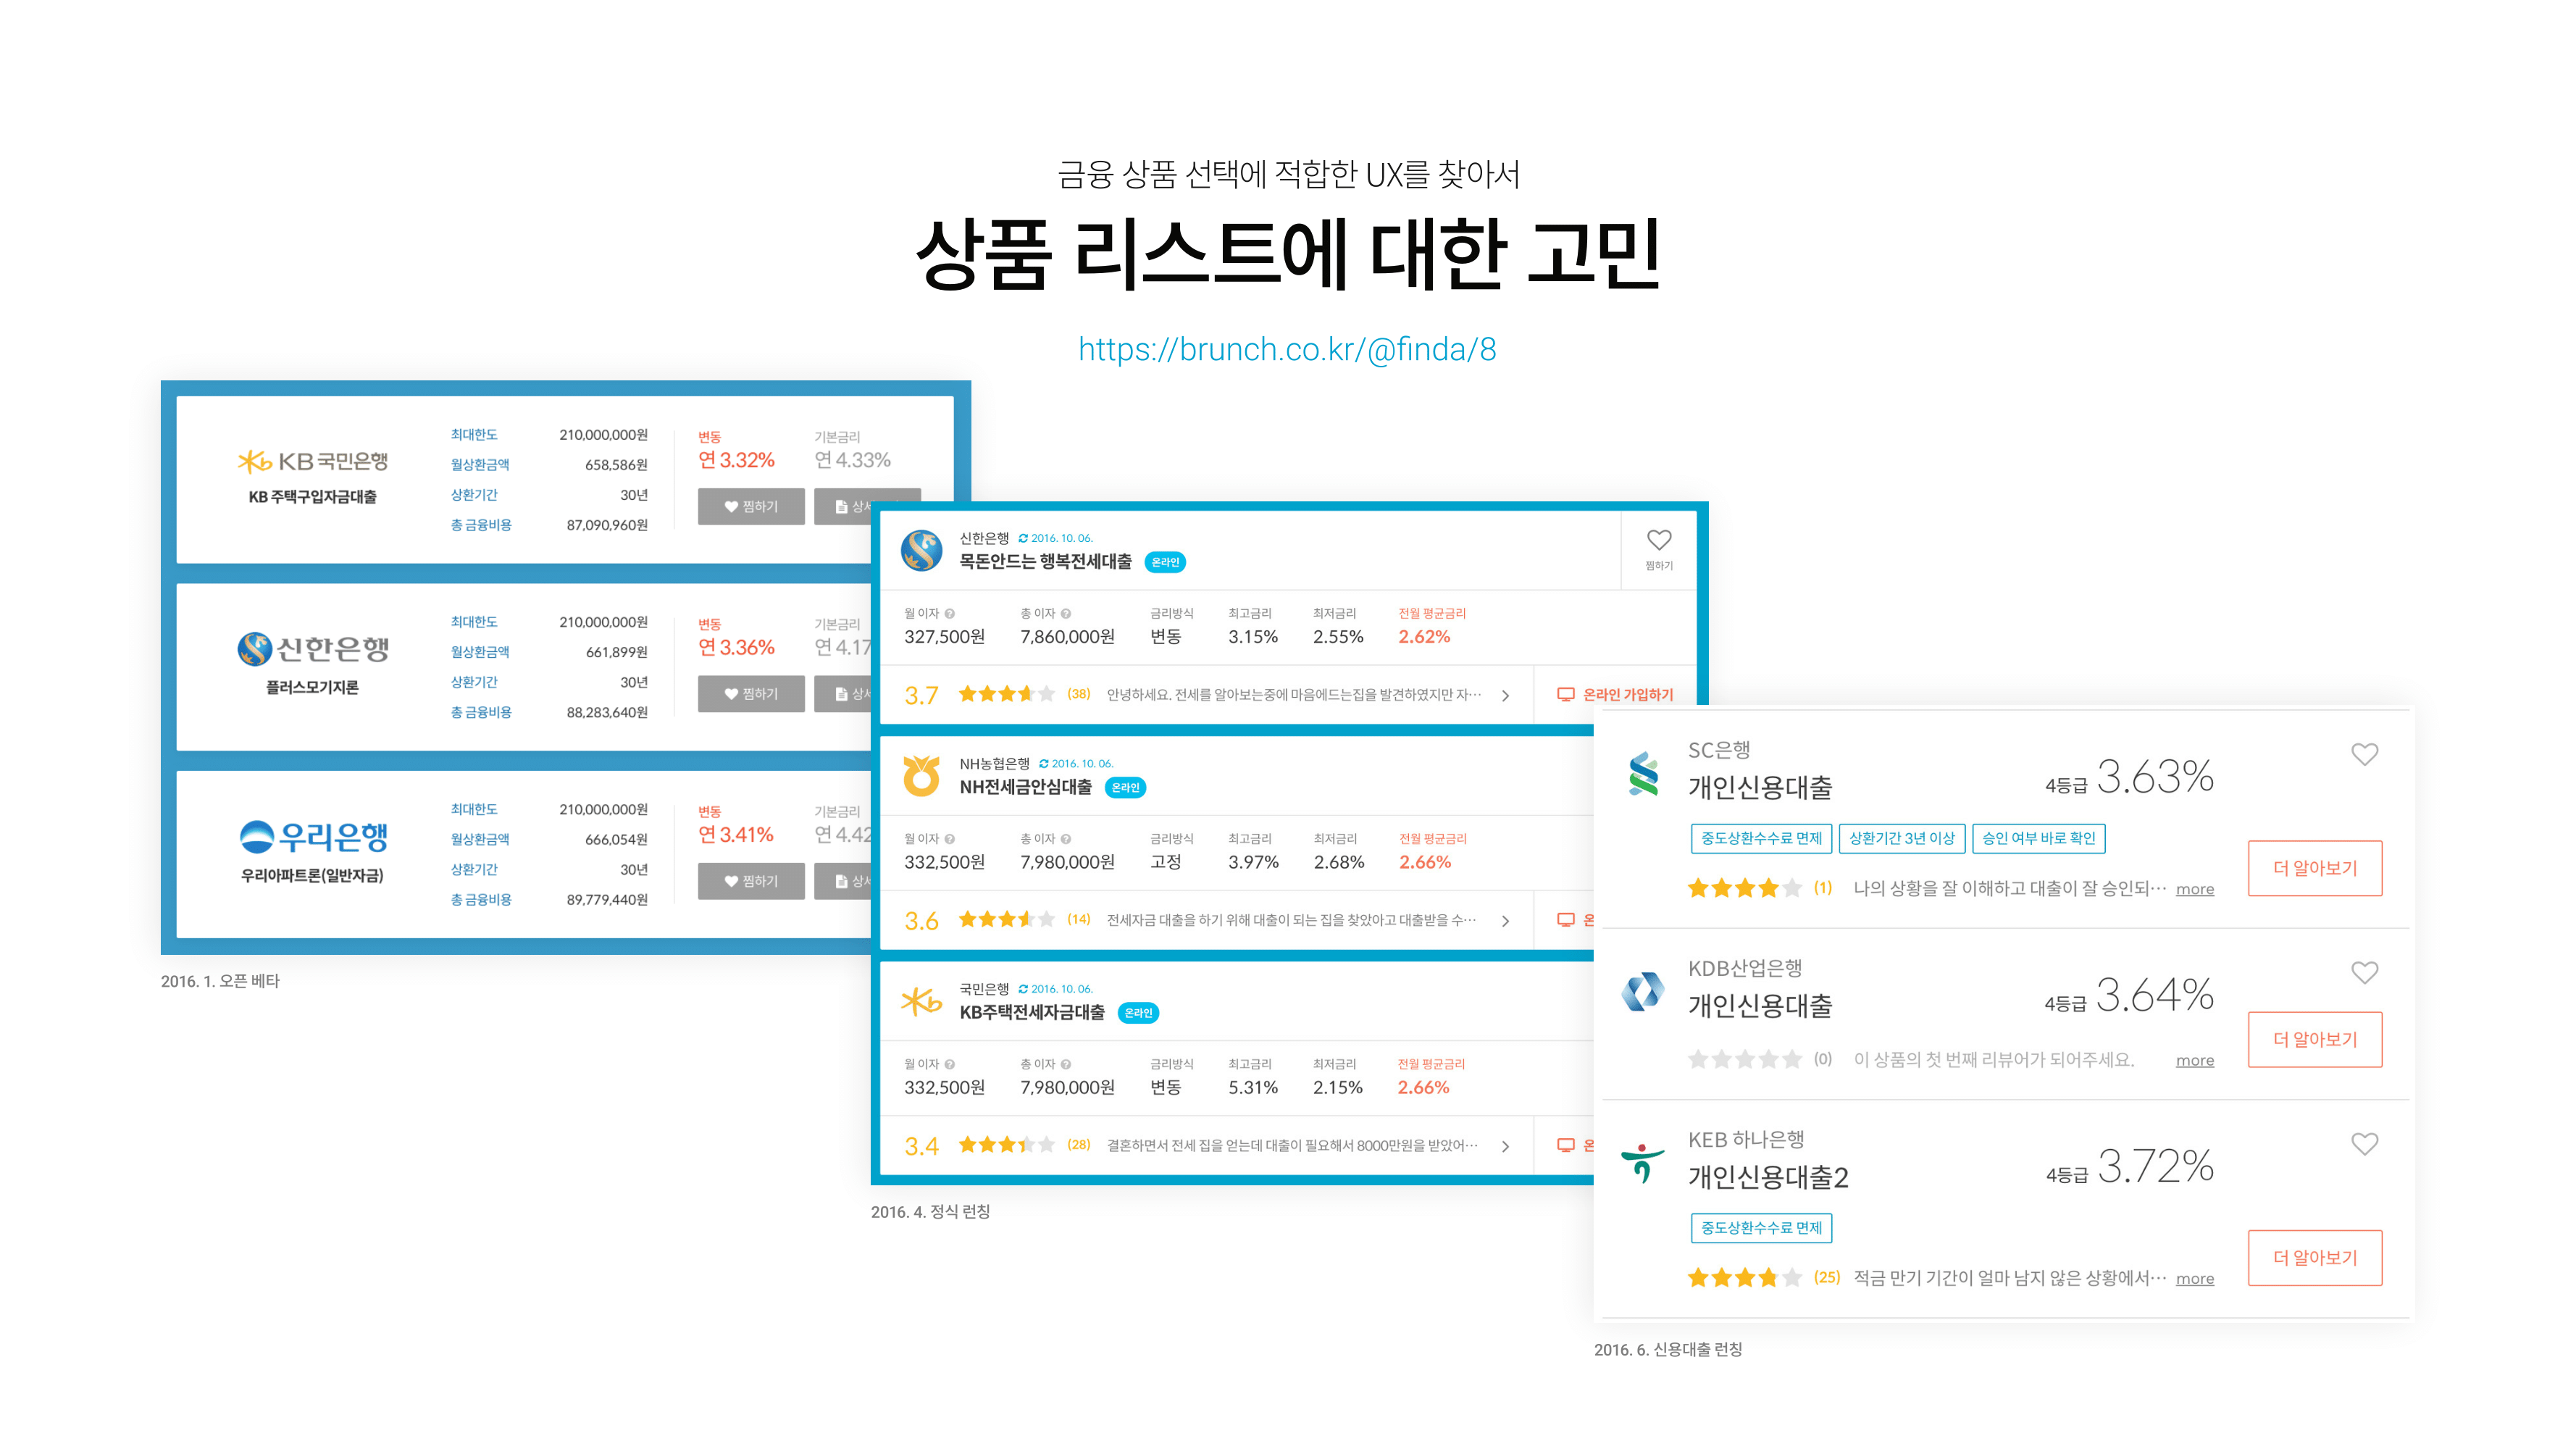 금융 상품 선택에 적합한 UX를 찾아서
상품 리스트에 대한 고민
https://brunch.co.kr/@finda/8
KB 국민은행
KB 주택구입자금대출
최대한도 210,000,000원
월상환금액 658,586원
상환기간 30년
총 금융비용 87,090,960원
변동 기본금리
연 3.32% 연 4.33%
찜하기
신한은행
플러스모기지론
최대한도 210,000,000원
월상환금액 661,899원
상환기간 30년
총 금융비용 88,283,640원
변동 기본금리
연 3.36% 연 4.17
찜하기
우리은행
우리아파트론(일반자금)
최대한도 210,000,000원
월상환금액 666,054원
상환기간 30년
총 금융비용 89,779,440원
변동 기본금리
연 3.41% 연 4.42
찜하기
2016. 1. 오픈 베타
신한은행 2016. 10. 06.
목돈안드는 행복전세대출 온라인
찜하기
월 이자 총 이자 금리방식 최고금리 최저금리 전월 평균금리
327,500원 7,860,000원 변동 3.15% 2.55% 2.62%
3.7 (38) 안녕하세요. 전세를 알아보는중에 마음에드는집을 발견하였지만 자… 온라인 가입하기
NH농협은행 2016. 10. 06.
NH전세금안심대출 온라인
월 이자 총 이자 금리방식 최고금리 최저금리 전월 평균금리
332,500원 7,980,000원 고정 3.97% 2.68% 2.66%
3.6 (14) 전세자금 대출을 하기 위해 대출이 되는 집을 찾았아고 대출받을 수… 온
국민은행 2016. 10. 06.
KB주택전세자금대출 온라인
월 이자 총 이자 금리방식 최고금리 최저금리 전월 평균금리
332,500원 7,980,000원 변동 5.31% 2.15% 2.66%
3.4 (28) 결혼하면서 전세 집을 얻는데 대출이 필요해서 8000만원을 받았어… 온
2016. 4. 정식 런칭
SC은행
개인신용대출
4등급 3.63%
중도상환수수료 면제 상환기간 3년 이상 승인 여부 바로 확인
더 알아보기
(1) 나의 상황을 잘 이해하고 대출이 잘 승인되… more
KDB산업은행
개인신용대출
4등급 3.64%
더 알아보기
(0) 이 상품의 첫 번째 리뷰어가 되어주세요. more
KEB 하나은행
개인신용대출2
4등급 3.72%
중도상환수수료 면제
더 알아보기
(25) 적금 만기 기간이 얼마 남지 않은 상황에서… more
2016. 6. 신용대출 런칭